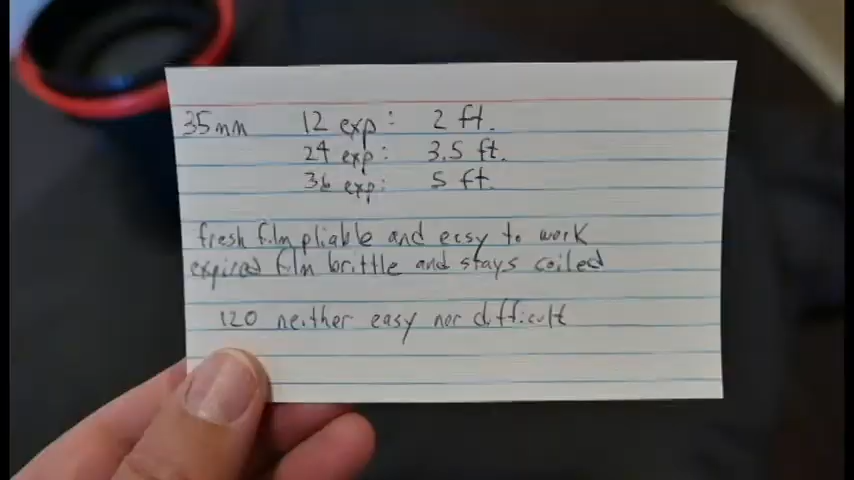 35mm 12 exp: 2 ft.
24 exp: 3.5 ft.
36 exp: 5 ft.
fresh film pliable and easy to work
expired film brittle and stays coiled
120 neither easy nor difficult